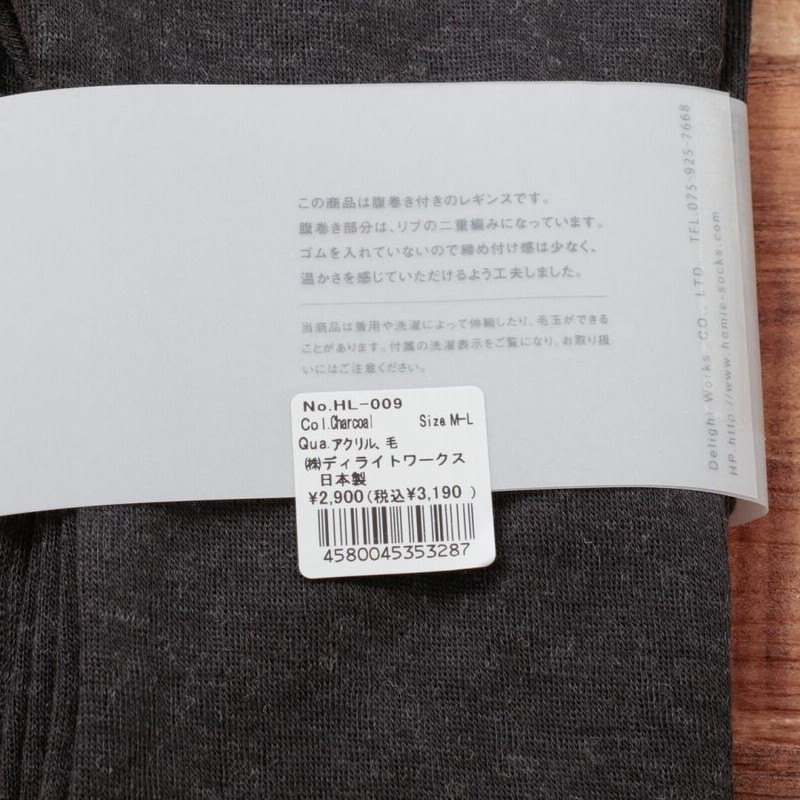 この商品は腹巻き付きのレギンスです。
腹巻き部分は、リブの二重編みになっています。
ゴムを入れていないので締め付け感は少なく、
温かさを感じていただけるよう工夫しました。
当商品は着用や洗濯によって伸縮したり、毛玉ができる
ことがあります。付属の洗濯表示をご覧になり、お取り扱
いにはご注意ください。
No.HL-009
Col.Charcoal Size M-L
Qua.アクリル、毛
㈱ディライトワークス
日本製
¥2,900(税込¥3,190 )
4580045353287
Delight Works CO., LTD. TEL.075-925-7668
HP http://www.homie-socks.com